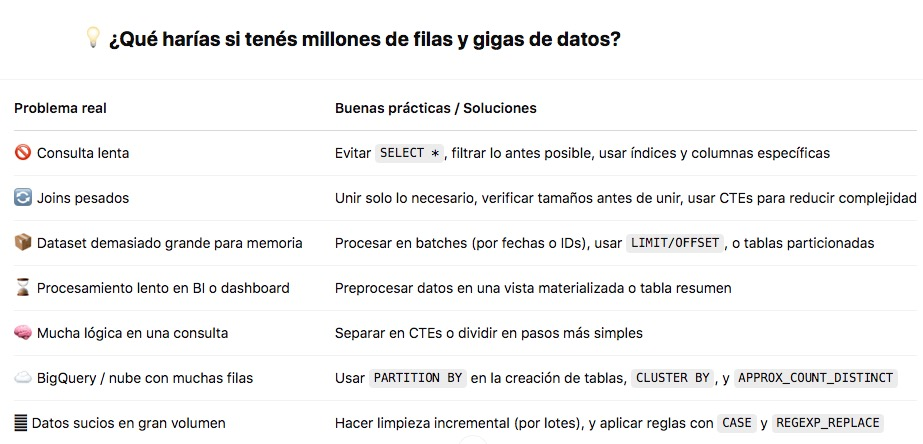 💡 ¿Qué harías si tenés millones de filas y gigas de datos?
Problema real Buenas prácticas / Soluciones
🚫 Consulta lenta Evitar SELECT *, filtrar lo antes posible, usar índices y columnas específicas
🔄 Joins pesados Unir solo lo necesario, verificar tamaños antes de unir, usar CTEs para reducir complejidad
📦 Dataset demasiado grande para memoria Procesar en batches (por fechas o IDs), usar LIMIT/OFFSET, o tablas particionadas
⏳ Procesamiento lento en BI o dashboard Preprocesar datos en una vista materializada o tabla resumen
🧠 Mucha lógica en una consulta Separar en CTEs o dividir en pasos más simples
☁️ BigQuery / nube con muchas filas Usar PARTITION BY en la creación de tablas, CLUSTER BY, y APPROX_COUNT_DISTINCT
Datos sucios en gran volumen Hacer limpieza incremental (por lotes), y aplicar reglas con CASE y REGEXP_REPLACE